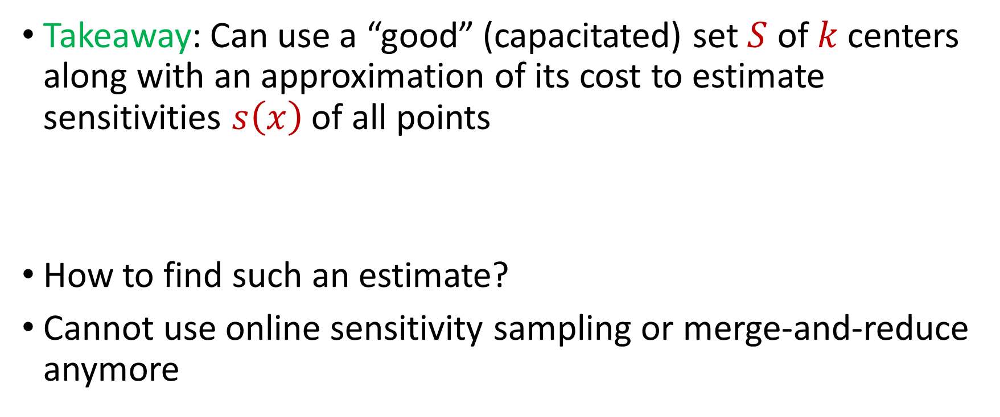 • Takeaway: Can use a “good” (capacitated) set S of k centers
along with an approximation of its cost to estimate
sensitivities s(x) of all points
• How to find such an estimate?
• Cannot use online sensitivity sampling or merge-and-reduce
anymore